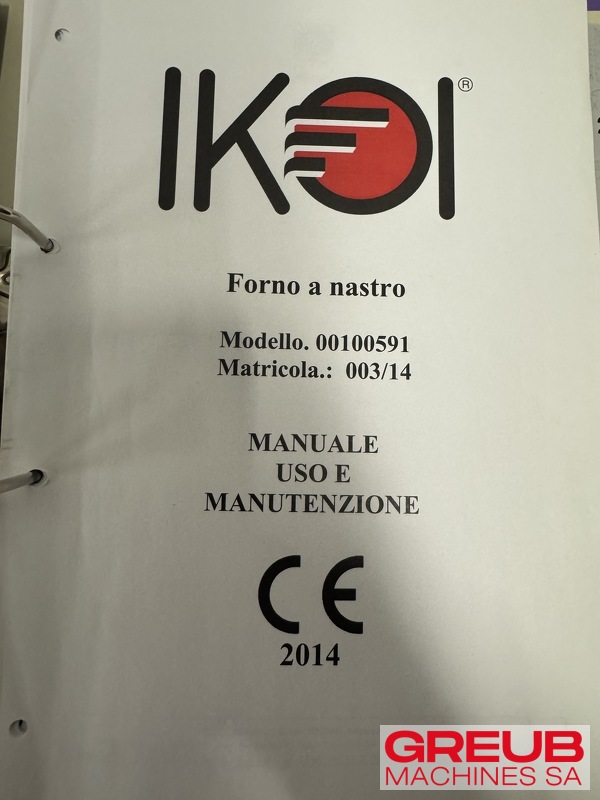 IKOI®
Forno a nastro
Modello. 00100591
Matricola.: 003/14
MANUALE
USO E
MANUTENZIONE
CE
2014
GREUB
MACHINES SA